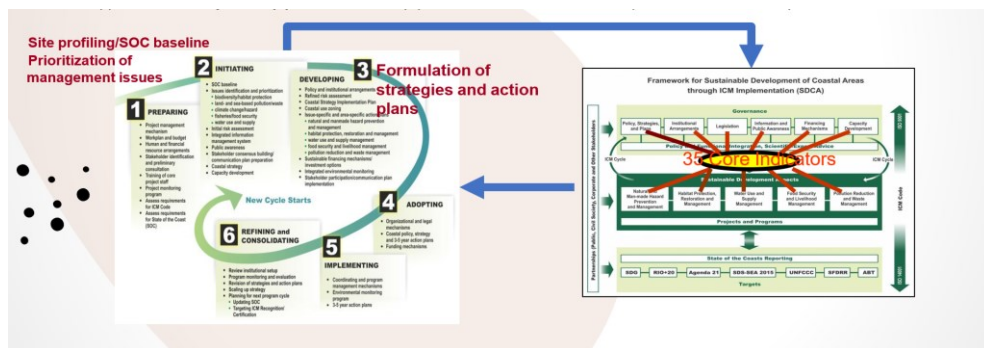 Site profiling/SOC baseline
Prioritization of
management issues
1
PREPARING
• Project management
mechanism
• Workplan and budget
• Human and financial
resource arrangements
• Stakeholder identification
and preliminary
consultation
• Training of core
project staff
• Project monitoring
program
• Assess requirements
for ICM Code
• Assess requirements
for State of the Coast
(SOC)
2
INITIATING
• SOC baseline
• Issues identification and prioritization
• biodiversity/habitat protection
• land- and sea-based pollution/waste
• climate change/hazard
• fisheries/food security
• water use and supply
• Initial risk assessment
• Integrated information
management system
• Public awareness
• Stakeholder consensus building/
communication plan preparation
• Coastal strategy
• Capacity development
3
Formulation of
strategies and action
plans
DEVELOPING
• Policy and institutional arrangements
• Refined risk assessment
• Coastal Strategy Implementation Plan
• Coastal use zoning
• Issue-specific and area-specific action plans
• natural and manmade hazard prevention
and management
• habitat protection, restoration and management
• water use and supply management
• food security and livelihood management
• pollution reduction and waste management
• Sustainable financing mechanisms/
investment options
• Integrated environmental monitoring
• Stakeholder participation/communication plan
implementation
4
ADOPTING
• Organizational and legal
mechanisms
• Coastal policy, strategy
and 3-5 year action plans
• Funding mechanisms
5
IMPLEMENTING
• Coordinating and program
management mechanisms
• Environmental monitoring
program
• 3-5 year action plans
New Cycle Starts
6
REFINING and
CONSOLIDATING
• Review institutional setup
• Program monitoring and evaluation
• Revision of strategies and action plans
• Scaling up strategy
• Planning for next program cycle
• Updating SOC
• Targeting ICM Recognition/
Certification
Framework for Sustainable Development of Coastal Areas
through ICM Implementation (SDCA)
Partnerships (Public, Civil Society, Corporate and Other Stakeholders)
Governance
Policy, Strategies,
and Plans
Institutional
Arrangements
Legislation
Information and
Public Awareness
Financing
Mechanisms
Capacity
Development
35 Core Indicators
ICM Cycle
ICM Cycle
Natural and
Man-made Hazard
Prevention
and Management
Habitat Protection,
Restoration and
Management
Water Use and
Supply
Management
Food Security
and Livelihood
Management
Pollution Reduction
and Waste
Management
Projects and Programs
State of the Coasts Reporting
SDG
RIO+20
Agenda 21
SDS-SEA 2015
UNFCCC
SFDRR
ABT
Targets
ICM Code